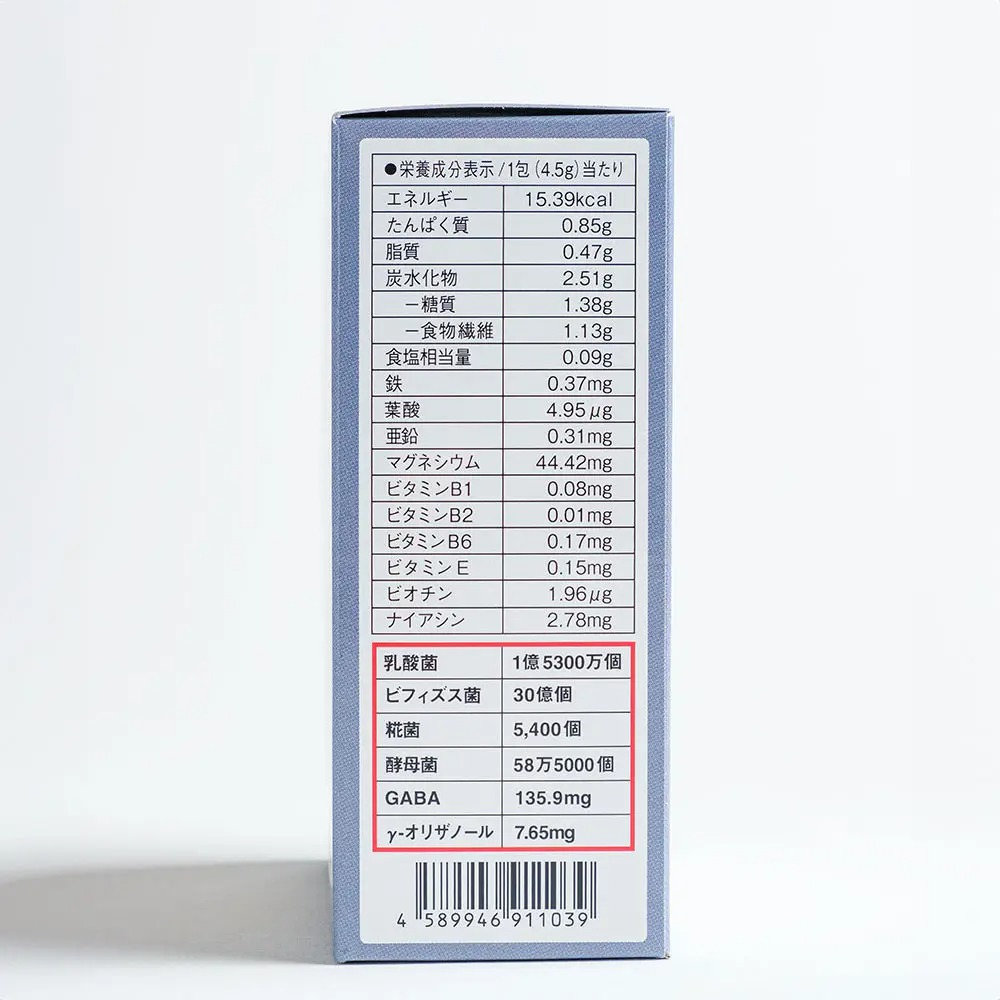 ●栄養成分表示/1包(4.5g)当たり
エネルギー 15.39kcal
たんぱく質 0.85g
脂質 0.47g
炭水化物 2.51g
−糖質 1.38g
−食物繊維 1.13g
食塩相当量 0.09g
鉄 0.37mg
葉酸 4.95μg
亜鉛 0.31mg
マグネシウム 44.42mg
ビタミンB1 0.08mg
ビタミンB2 0.01mg
ビタミンB6 0.17mg
ビタミンE 0.15mg
ビオチン 1.96μg
ナイアシン 2.78mg
乳酸菌 1億5300万個
ビフィズス菌 30億個
糀菌 5,400個
酵母菌 58万5000個
GABA 135.9mg
γ-オリザノール 7.65mg
4 589946 911039